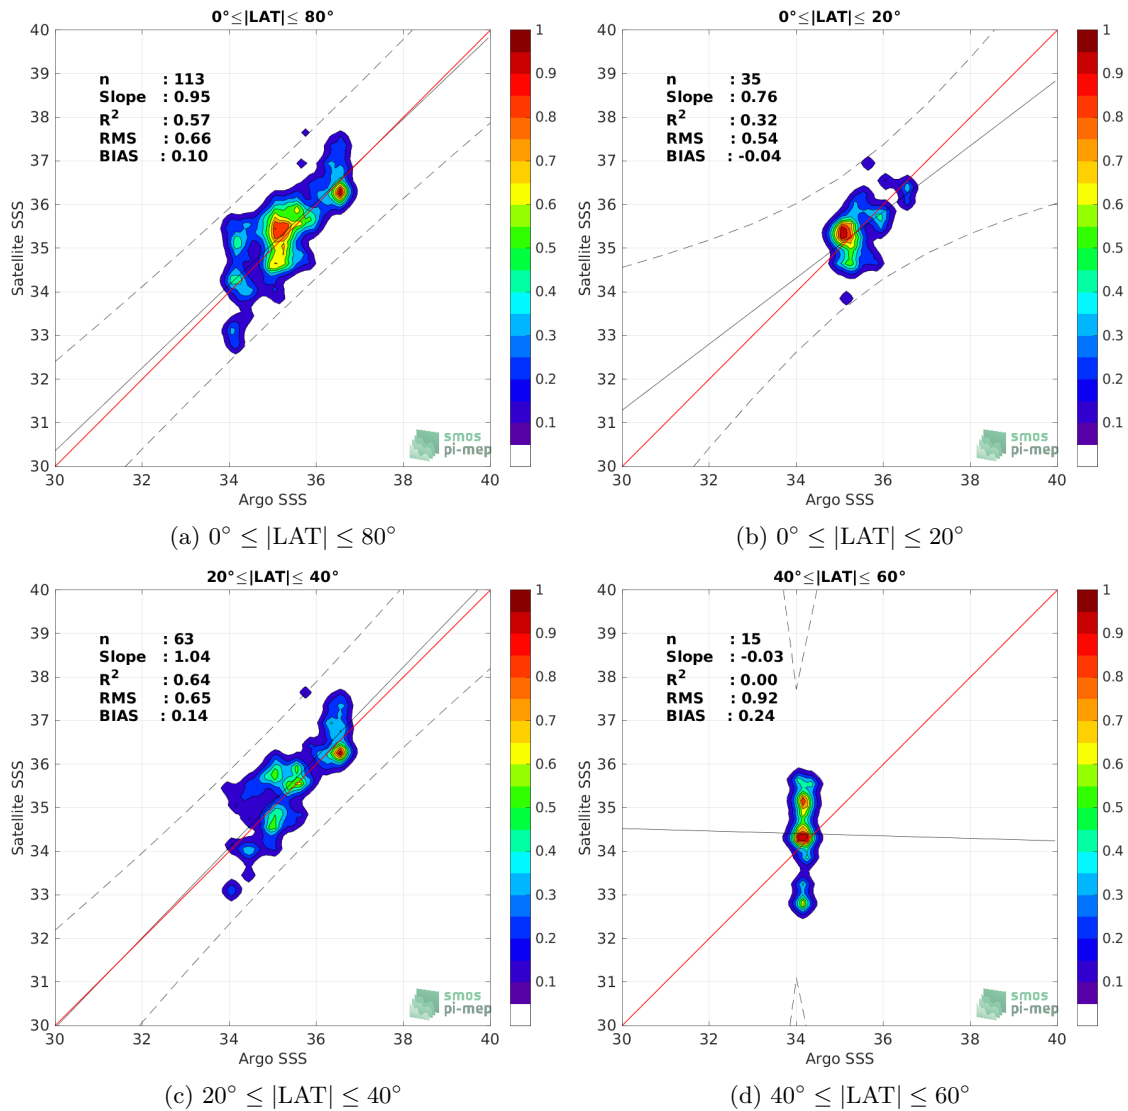 0°≤|LAT|≤ 80°
n : 113
Slope : 0.95
R² : 0.57
RMS : 0.66
BIAS : 0.10
Satellite SSS
40
39
38
37
36
35
34
33
32
31
30
30 32 34 36 38 40
Argo SSS
smos
pi-mep
1
0.9
0.8
0.7
0.6
0.5
0.4
0.3
0.2
0.1
(a) 0° ≤ |LAT| ≤ 80°
0°≤|LAT|≤ 20°
n : 35
Slope : 0.76
R² : 0.32
RMS : 0.54
BIAS : -0.04
Satellite SSS
40
39
38
37
36
35
34
33
32
31
30
30 32 34 36 38 40
Argo SSS
smos
pi-mep
1
0.9
0.8
0.7
0.6
0.5
0.4
0.3
0.2
0.1
(b) 0° ≤ |LAT| ≤ 20°
20°≤|LAT|≤ 40°
n : 63
Slope : 1.04
R² : 0.64
RMS : 0.65
BIAS : 0.14
Satellite SSS
40
39
38
37
36
35
34
33
32
31
30
30 32 34 36 38 40
Argo SSS
smos
pi-mep
1
0.9
0.8
0.7
0.6
0.5
0.4
0.3
0.2
0.1
(c) 20° ≤ |LAT| ≤ 40°
40°≤|LAT|≤ 60°
n : 15
Slope : -0.03
R² : 0.00
RMS : 0.92
BIAS : 0.24
Satellite SSS
40
39
38
37
36
35
34
33
32
31
30
30 32 34 36 38 40
Argo SSS
smos
pi-mep
1
0.9
0.8
0.7
0.6
0.5
0.4
0.3
0.2
0.1
(d) 40° ≤ |LAT| ≤ 60°